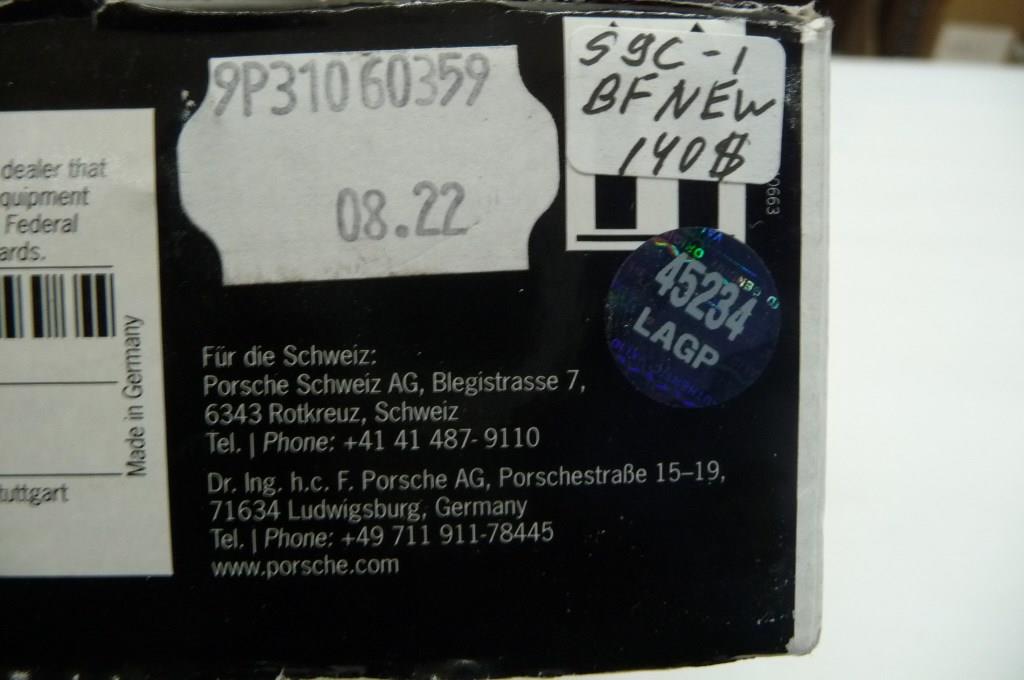 dealer that
quipment
Federal
ards.
Made in Germany
tuttgart
9P31060359
08.22
S9C-1
BF NEW
140$
0663
45234
LAGP
Für die Schweiz:
Porsche Schweiz AG, Blegistrasse 7,
6343 Rotkreuz, Schweiz
Tel. | Phone: +41 41 487- 9110
Dr. Ing. h.c. F. Porsche AG, Porschestraße 15–19,
71634 Ludwigsburg, Germany
Tel. | Phone: +49 711 911-78445
www.porsche.com